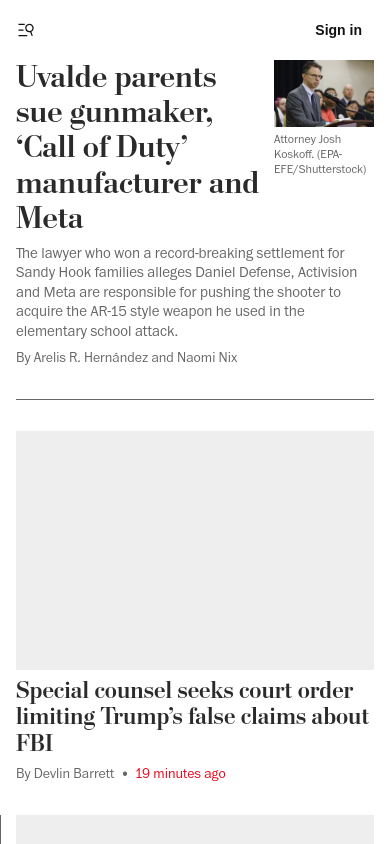 Sign in
Uvalde parents
sue gunmaker,
‘Call of Duty’
manufacturer and
Meta
Attorney Josh
Koskoff. (EPA-
EFE/Shutterstock)
The lawyer who won a record-breaking settlement for
Sandy Hook families alleges Daniel Defense, Activision
and Meta are responsible for pushing the shooter to
acquire the AR-15 style weapon he used in the
elementary school attack.
By Arelis R. Hernández and Naomi Nix
Special counsel seeks court order
limiting Trump’s false claims about
FBI
By Devlin Barrett • 19 minutes ago